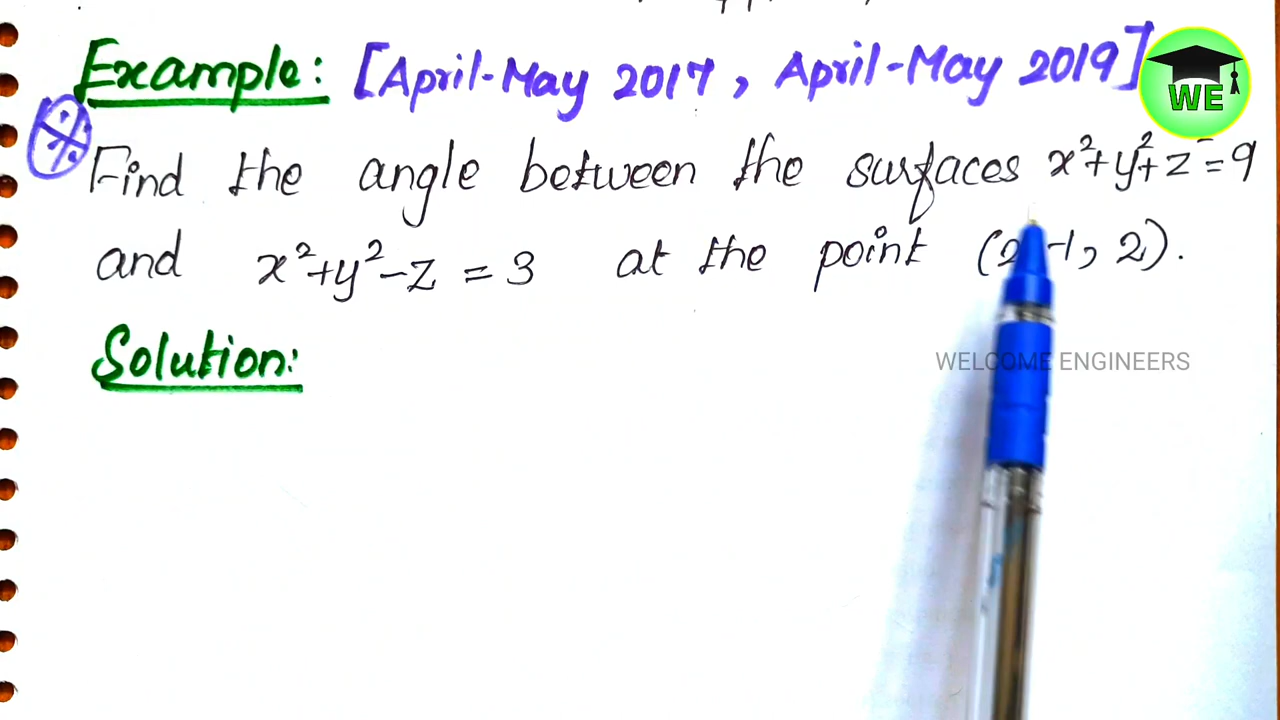 Example: [April-May 2017, April-May 2019]
WE
Find the angle between the surfaces x²+y²+z²=9
and x²+y²-z = 3 at the point (2,-1, 2).
Solution:
WELCOME ENGINEERS